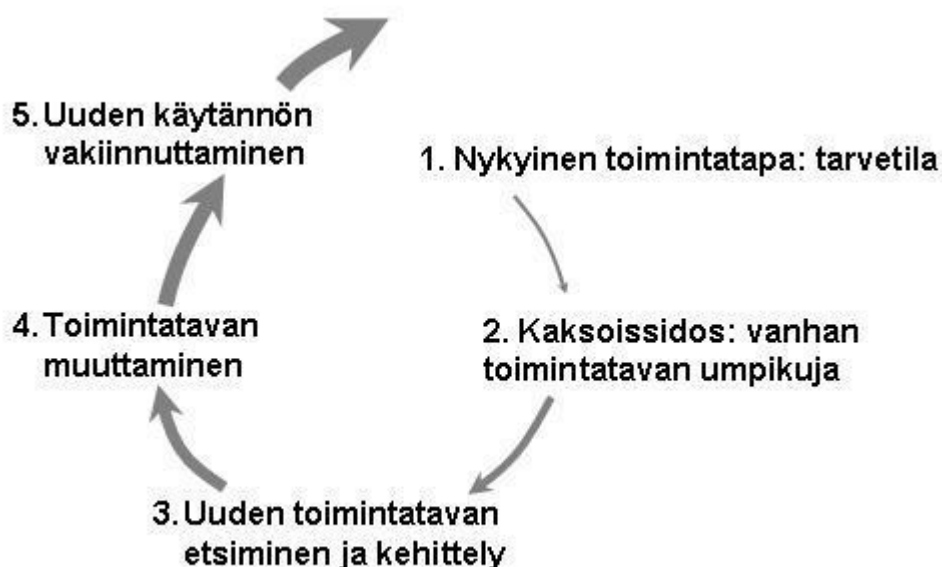 1. Nykyinen toimintatapa: tarvetila
2. Kaksoissidos: vanhan
toimintatavan umpikuja
3. Uuden toimintatavan
etsiminen ja kehittely
4. Toimintatavan
muuttaminen
5. Uuden käytännön
vakiinnuttaminen